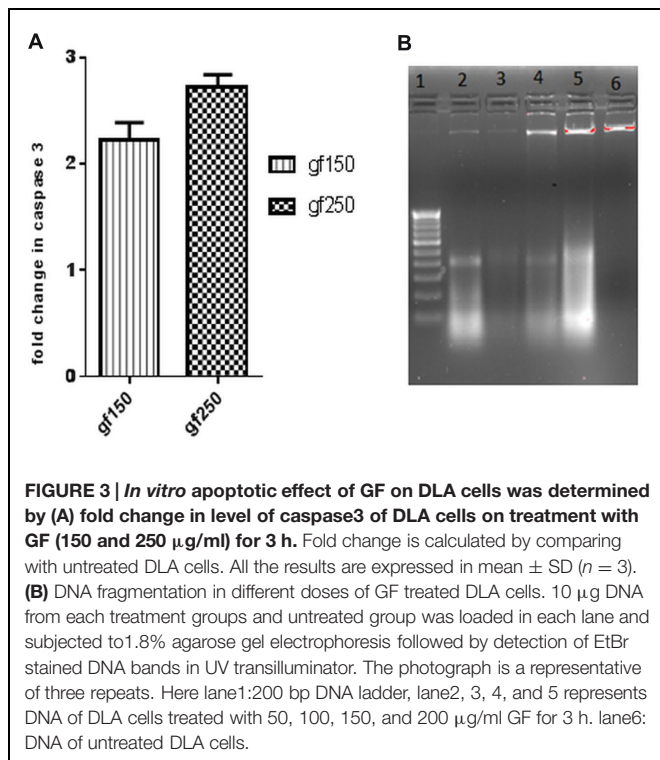 A
B
3
2
1
0
fold change in caspase 3
gf150
gf250
gf150
gf250
1 2 3 4 5 6
FIGURE 3 | In vitro apoptotic effect of GF on DLA cells was determined
by (A) fold change in level of caspase3 of DLA cells on treatment with
GF (150 and 250 μg/ml) for 3 h. Fold change is calculated by comparing
with untreated DLA cells. All the results are expressed in mean ± SD (n = 3).
(B) DNA fragmentation in different doses of GF treated DLA cells. 10 μg DNA
from each treatment groups and untreated group was loaded in each lane and
subjected to1.8% agarose gel electrophoresis followed by detection of EtBr
stained DNA bands in UV transilluminator. The photograph is a representative
of three repeats. Here lane1:200 bp DNA ladder, lane2, 3, 4, and 5 represents
DNA of DLA cells treated with 50, 100, 150, and 200 μg/ml GF for 3 h. lane6:
DNA of untreated DLA cells.